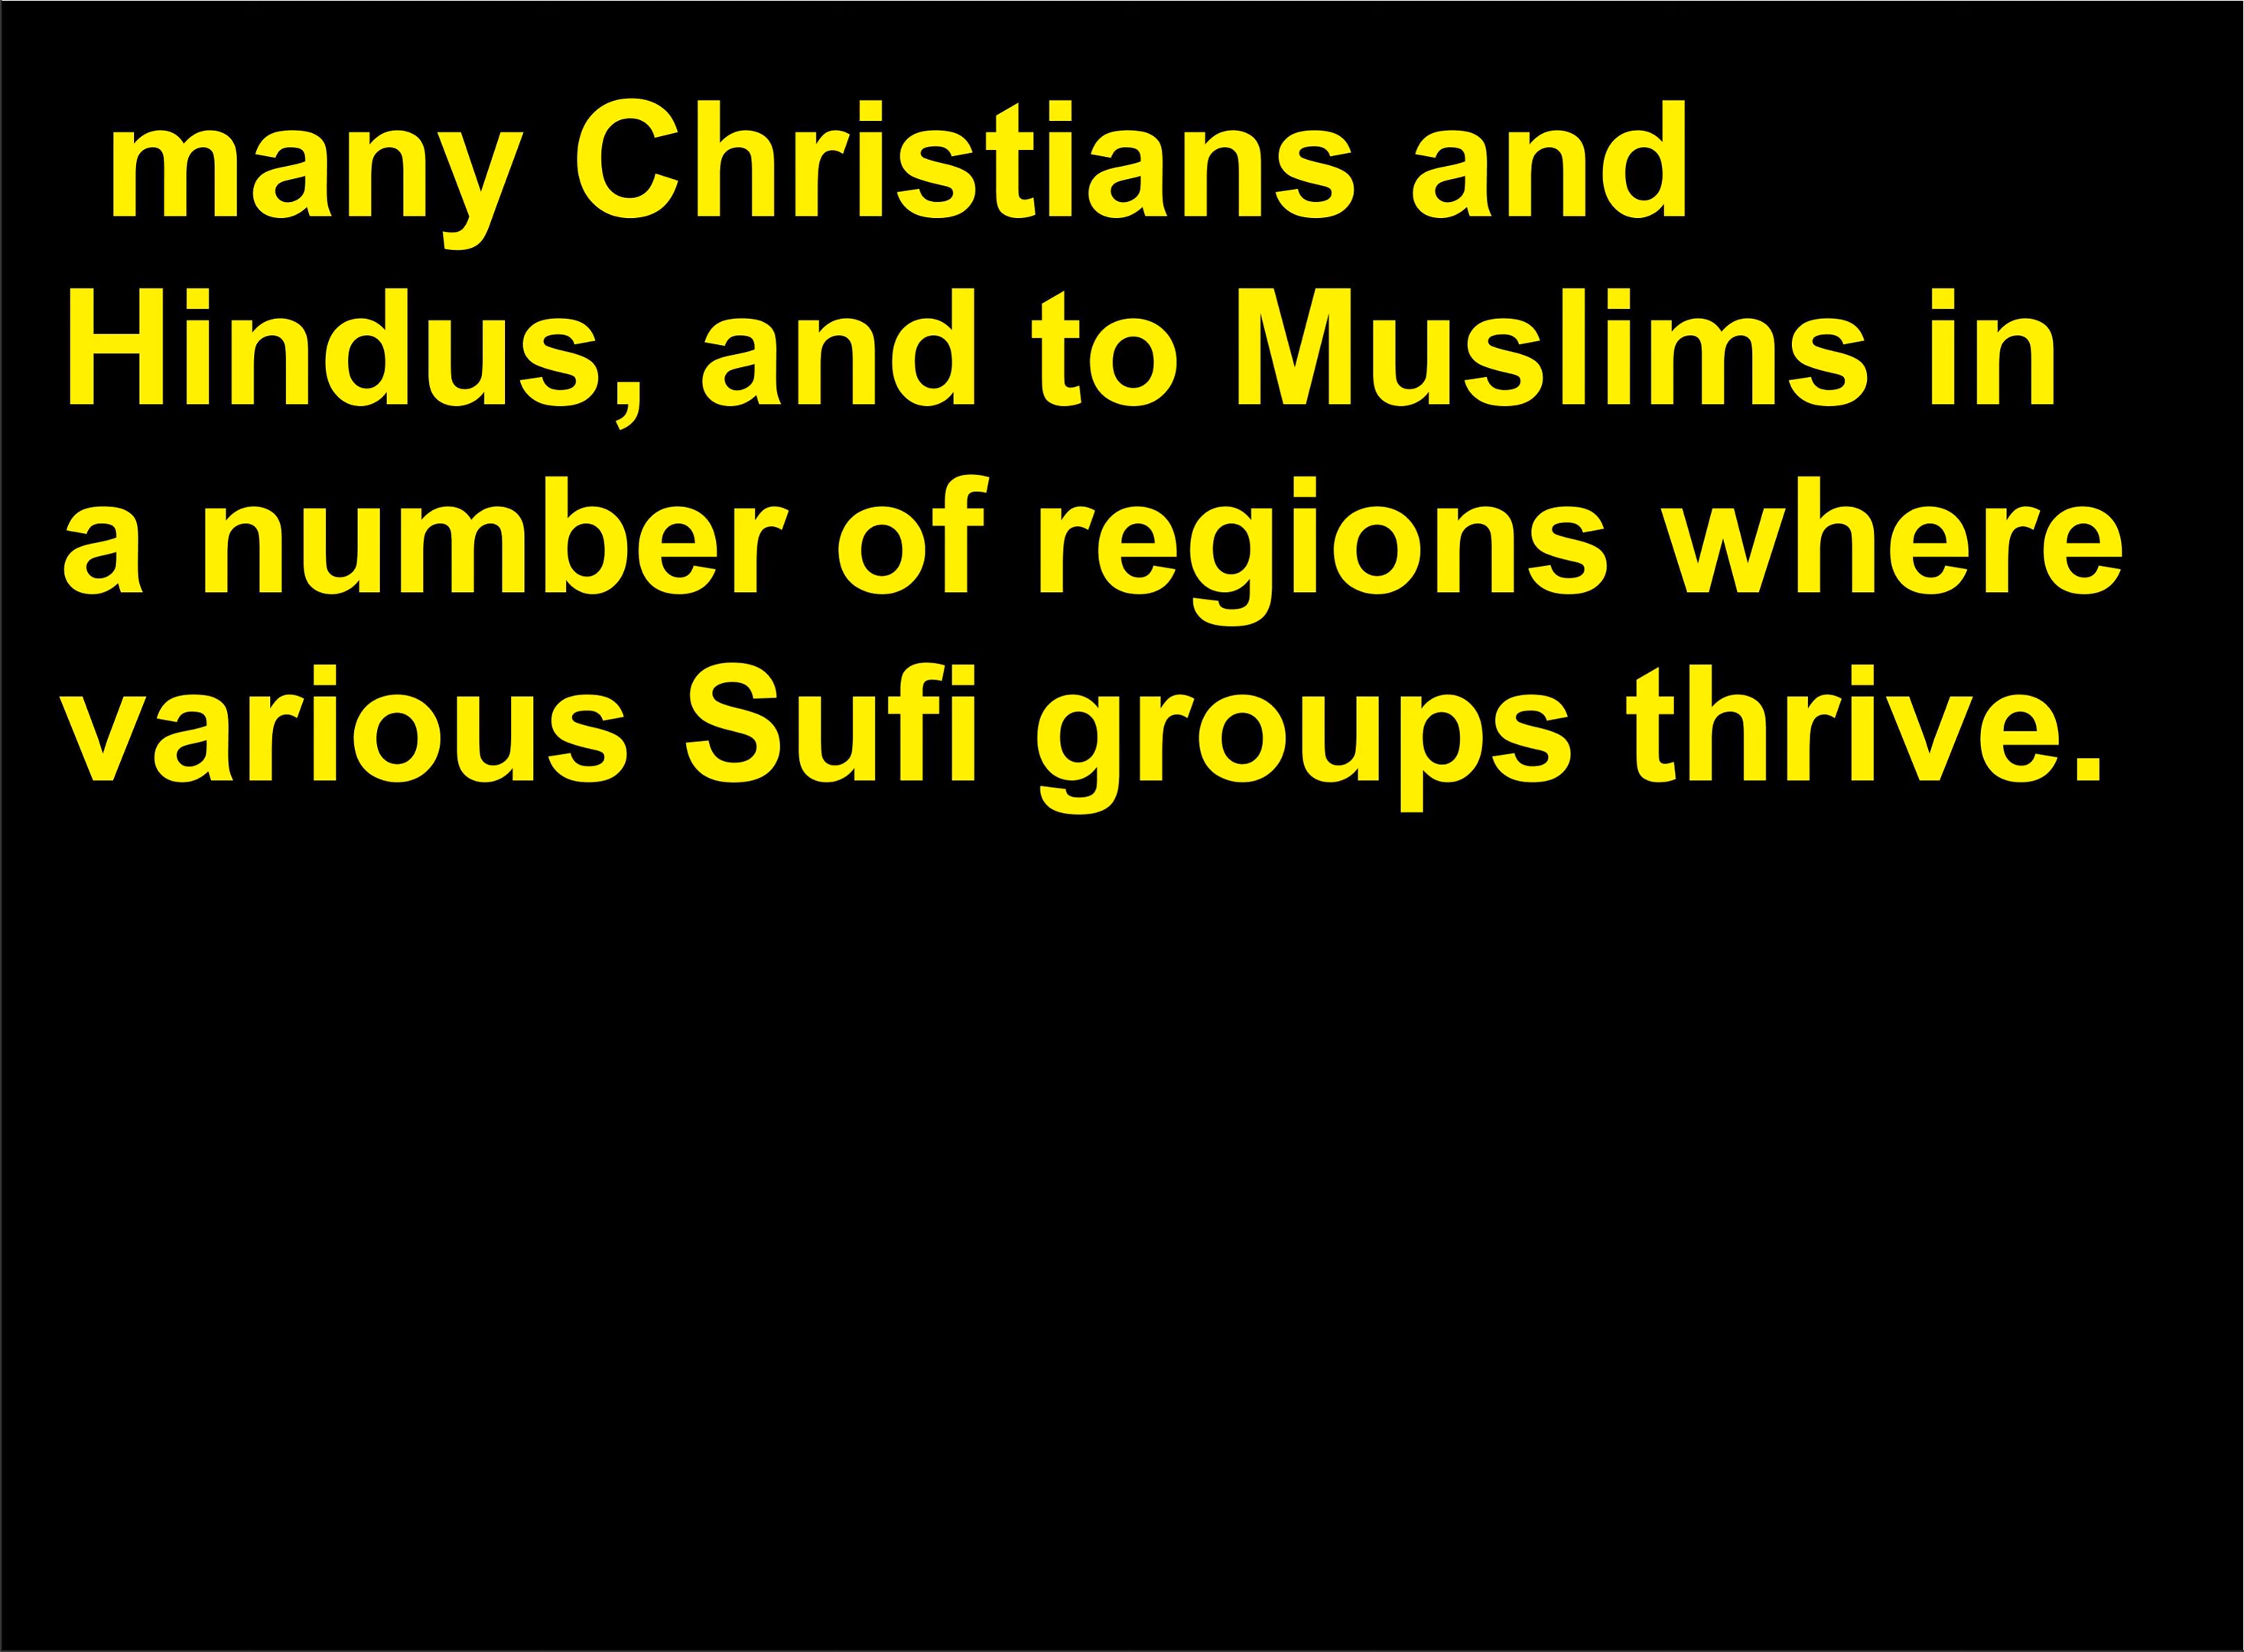 many Christians and
Hindus, and to Muslims in
a number of regions where
various Sufi groups thrive.